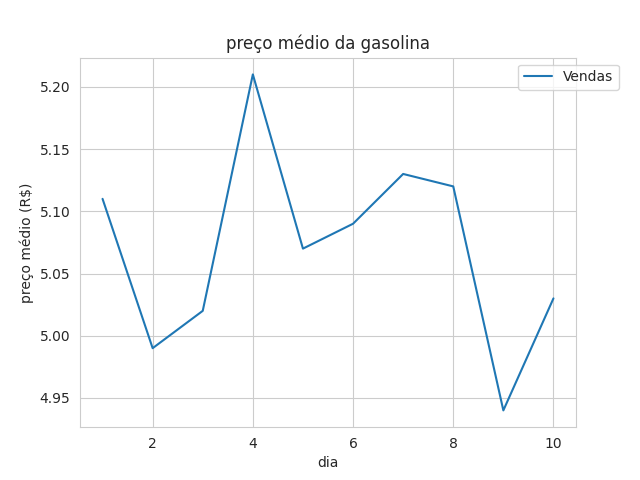 preço médio da gasolina
Vendas
preço médio (R$)
5.20
5.15
5.10
5.05
5.00
4.95
2 4 6 8 10
dia